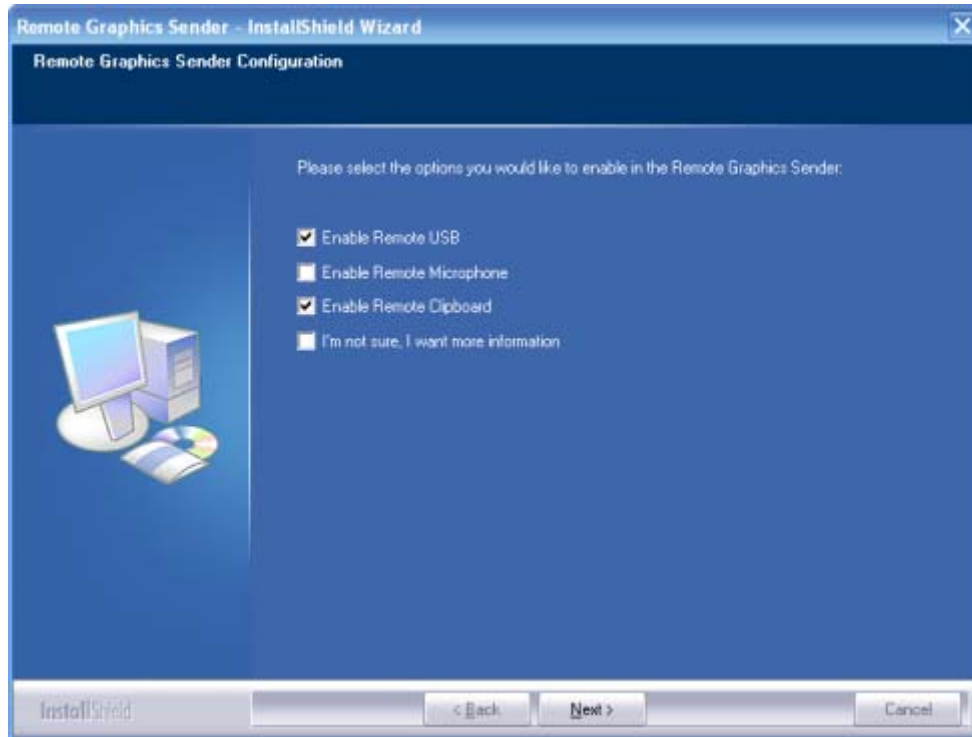 Remote Graphics Sender - InstallShield Wizard
Remote Graphics Sender Configuration
Please select the options you would like to enable in the Remote Graphics Sender:
Enable Remote USB
Enable Remote Microphone
Enable Remote Clipboard
I'm not sure, I want more information
InstallShield
< Back
Next >
Cancel